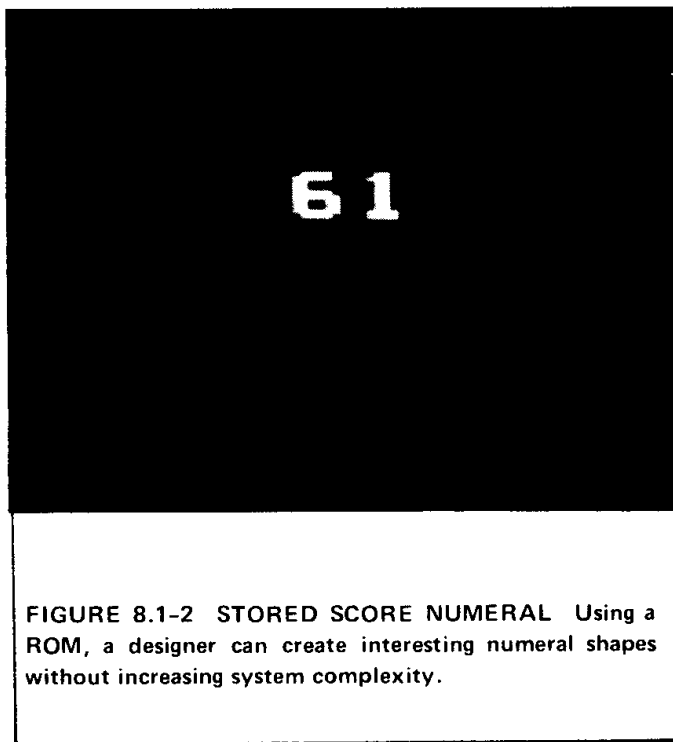 61
FIGURE 8.1-2 STORED SCORE NUMERAL Using a
ROM, a designer can create interesting numeral shapes
without increasing system complexity.